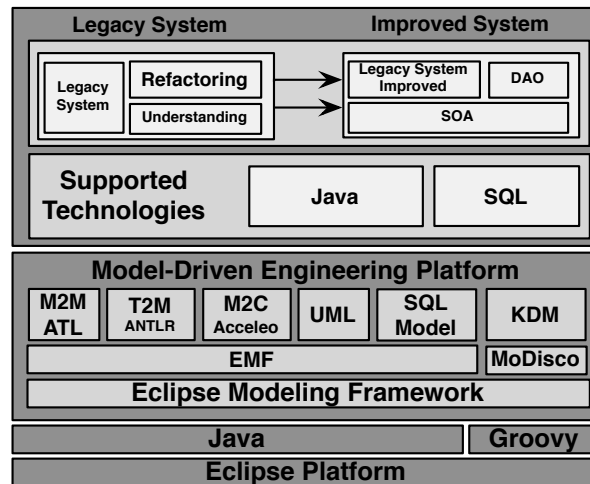 Legacy System
Improved System
Legacy
System
Refactoring
Understanding
Legacy System
Improved
DAO
SOA
Supported
Technologies
Java
SQL
Model-Driven Engineering Platform
M2M
ATL
T2M
ANTLR
M2C
Acceleo
UML
SQL
Model
KDM
EMF
MoDisco
Eclipse Modeling Framework
Java
Groovy
Eclipse Platform